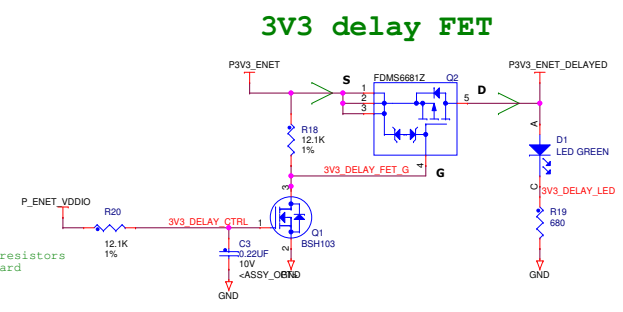 3V3 delay FET
P3V3_ENET
FDMS6681Z
Q2
P3V3_ENET_DELAYED
S
D
1
2
3
5
4
G
R18
12.1K
1%
3V3_DELAY_FET_G
A
D1
LED GREEN
C
3V3_DELAY_LED
R19
680
GND
P_ENET_VDDIO
R20
12.1K
1%
3V3_DELAY_CTRL
1
3
2
Q1
BSH103
C3
0.22UF
10V
GND
GND
resistors
ard